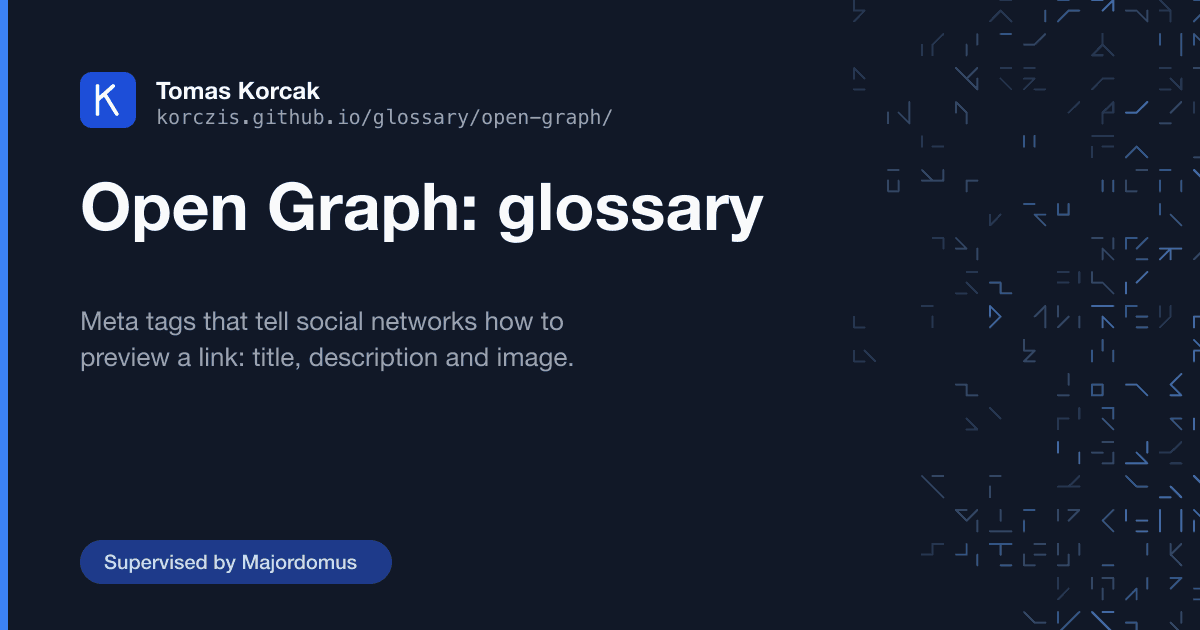 K
Tomas Korcak
korczis.github.io/glossary/open-graph/
Open Graph: glossary
Meta tags that tell social networks how to
preview a link: title, description and image.
Supervised by Majordomus